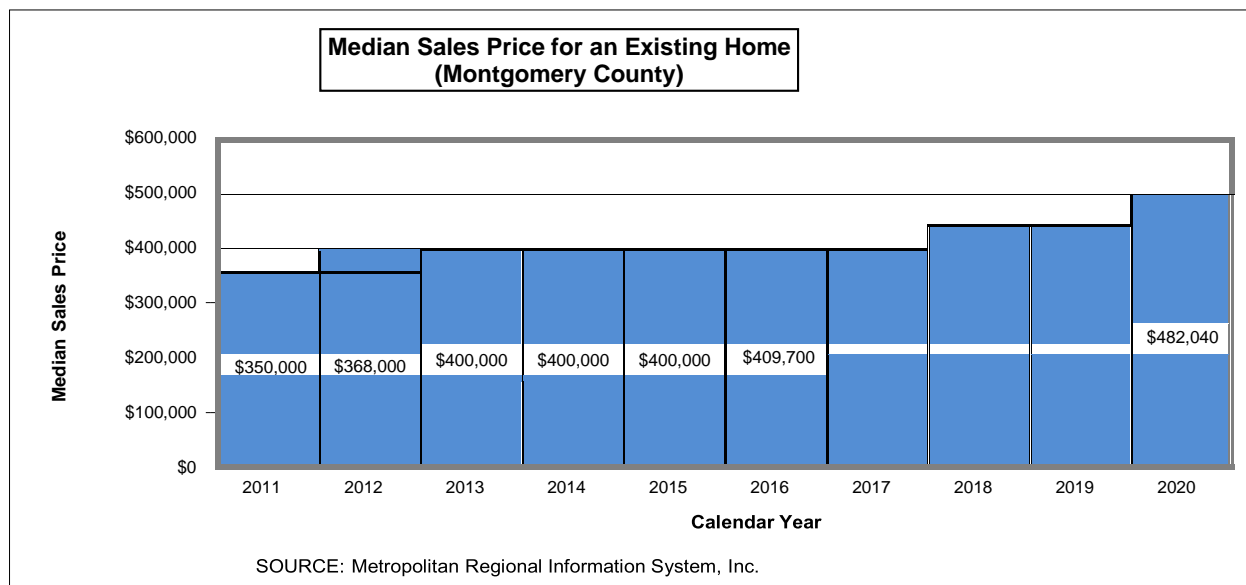 Median Sales Price for an Existing Home
(Montgomery County)
$600,000
$500,000
$400,000
$300,000
$200,000
$100,000
$0
Median Sales Price
$350,000 $368,000 $400,000 $400,000 $400,000 $409,700 $482,040
2011 2012 2013 2014 2015 2016 2017 2018 2019 2020
Calendar Year
SOURCE: Metropolitan Regional Information System, Inc.